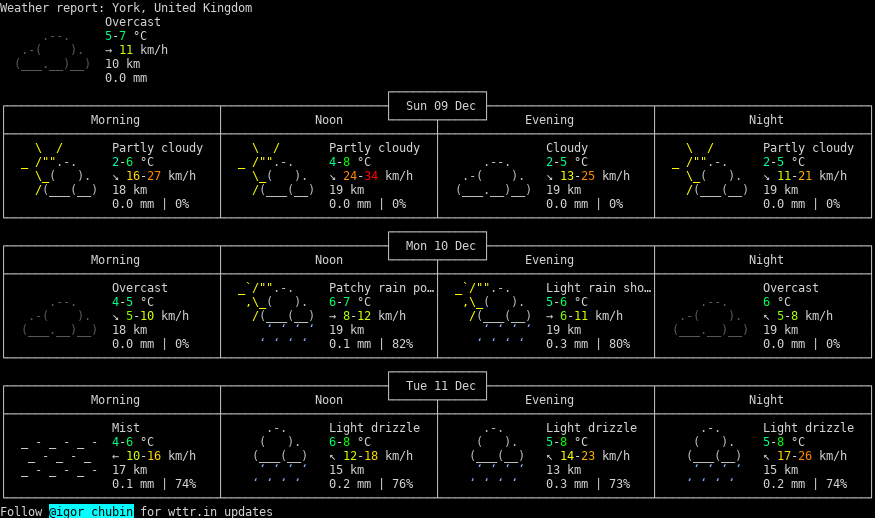 Weather report: York, United Kingdom
Overcast
5-7 °C
→ 11 km/h
10 km
0.0 mm
Sun 09 Dec
Morning Noon Evening Night
Partly cloudy Partly cloudy Cloudy Partly cloudy
2-6 °C 4-8 °C 2-5 °C 2-5 °C
↘ 16-27 km/h ↘ 24-34 km/h ↘ 13-25 km/h ↘ 11-21 km/h
18 km 19 km 19 km 19 km
0.0 mm | 0% 0.0 mm | 0% 0.0 mm | 0% 0.0 mm | 0%
Mon 10 Dec
Morning Noon Evening Night
Overcast Patchy rain po… Light rain sho… Overcast
4-5 °C 6-7 °C 5-6 °C 6 °C
↘ 5-10 km/h → 8-12 km/h → 6-11 km/h ↖ 5-8 km/h
18 km 19 km 19 km 19 km
0.0 mm | 0% 0.1 mm | 82% 0.3 mm | 80% 0.0 mm | 0%
Tue 11 Dec
Morning Noon Evening Night
Mist Light drizzle Light drizzle Light drizzle
4-6 °C 6-8 °C 5-8 °C 5-8 °C
← 10-16 km/h ↖ 12-18 km/h ↖ 14-23 km/h ↖ 17-26 km/h
17 km 15 km 13 km 15 km
0.1 mm | 74% 0.2 mm | 76% 0.3 mm | 73% 0.2 mm | 74%
Follow @igor_chubin for wttr.in updates